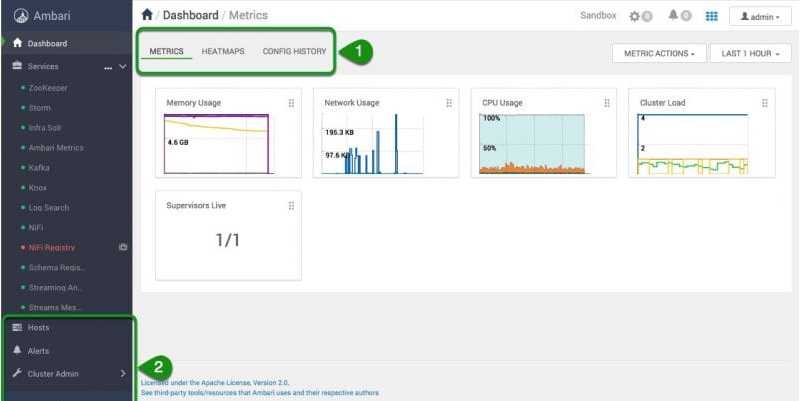 Ambari
Dashboard / Metrics
Sandbox
0
0
admin
Dashboard
Services
...
ZooKeeper
Storm
Infra Solr
Ambari Metrics
Kafka
Knox
Log Search
NiFi
NiFi Registry
Schema Regis...
Streaming An...
Streams Mes...
Hosts
Alerts
Cluster Admin
2
METRICS HEATMAPS CONFIG HISTORY
1
METRIC ACTIONS
LAST 1 HOUR
Memory Usage
4.6 GB
Network Usage
195.3 KB
97.6 KB
CPU Usage
100%
50%
Cluster Load
4
2
Supervisors Live
1/1
Licensed under the Apache License, Version 2.0.
See third-party tools/resources that Ambari uses and their respective authors